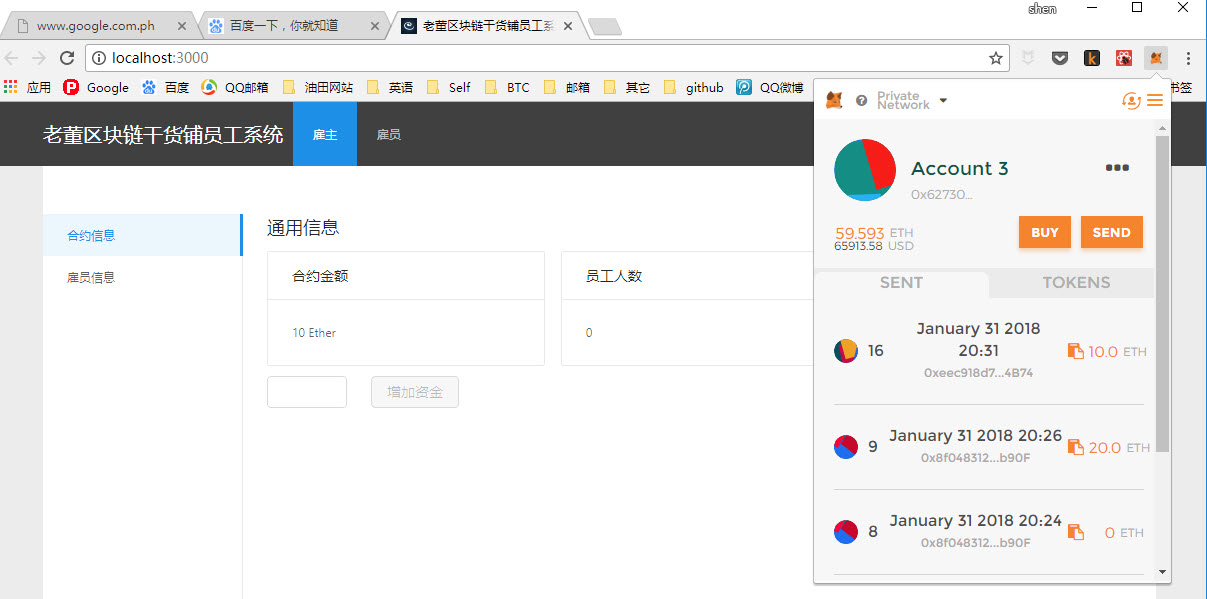 shen
www.google.com.ph
百度一下，你就知道
老董区块链干货铺员工系
localhost:3000
应用
Google
百度
QQ邮箱
油田网站
英语
Self
BTC
邮箱
其它
github
QQ微博
书签
老董区块链干货铺员工系统
雇主
雇员
合约信息
雇员信息
通用信息
合约金额
员工人数
10 Ether
0
增加资金
Private
Network
Account 3
0x62730...
59.593 ETH
65913.58 USD
BUY
SEND
SENT
TOKENS
16
January 31 2018
20:31
0xeec918d7...4B74
10.0 ETH
9
January 31 2018 20:26
0x8f048312...b90F
20.0 ETH
8
January 31 2018 20:24
0x8f048312...b90F
0 ETH